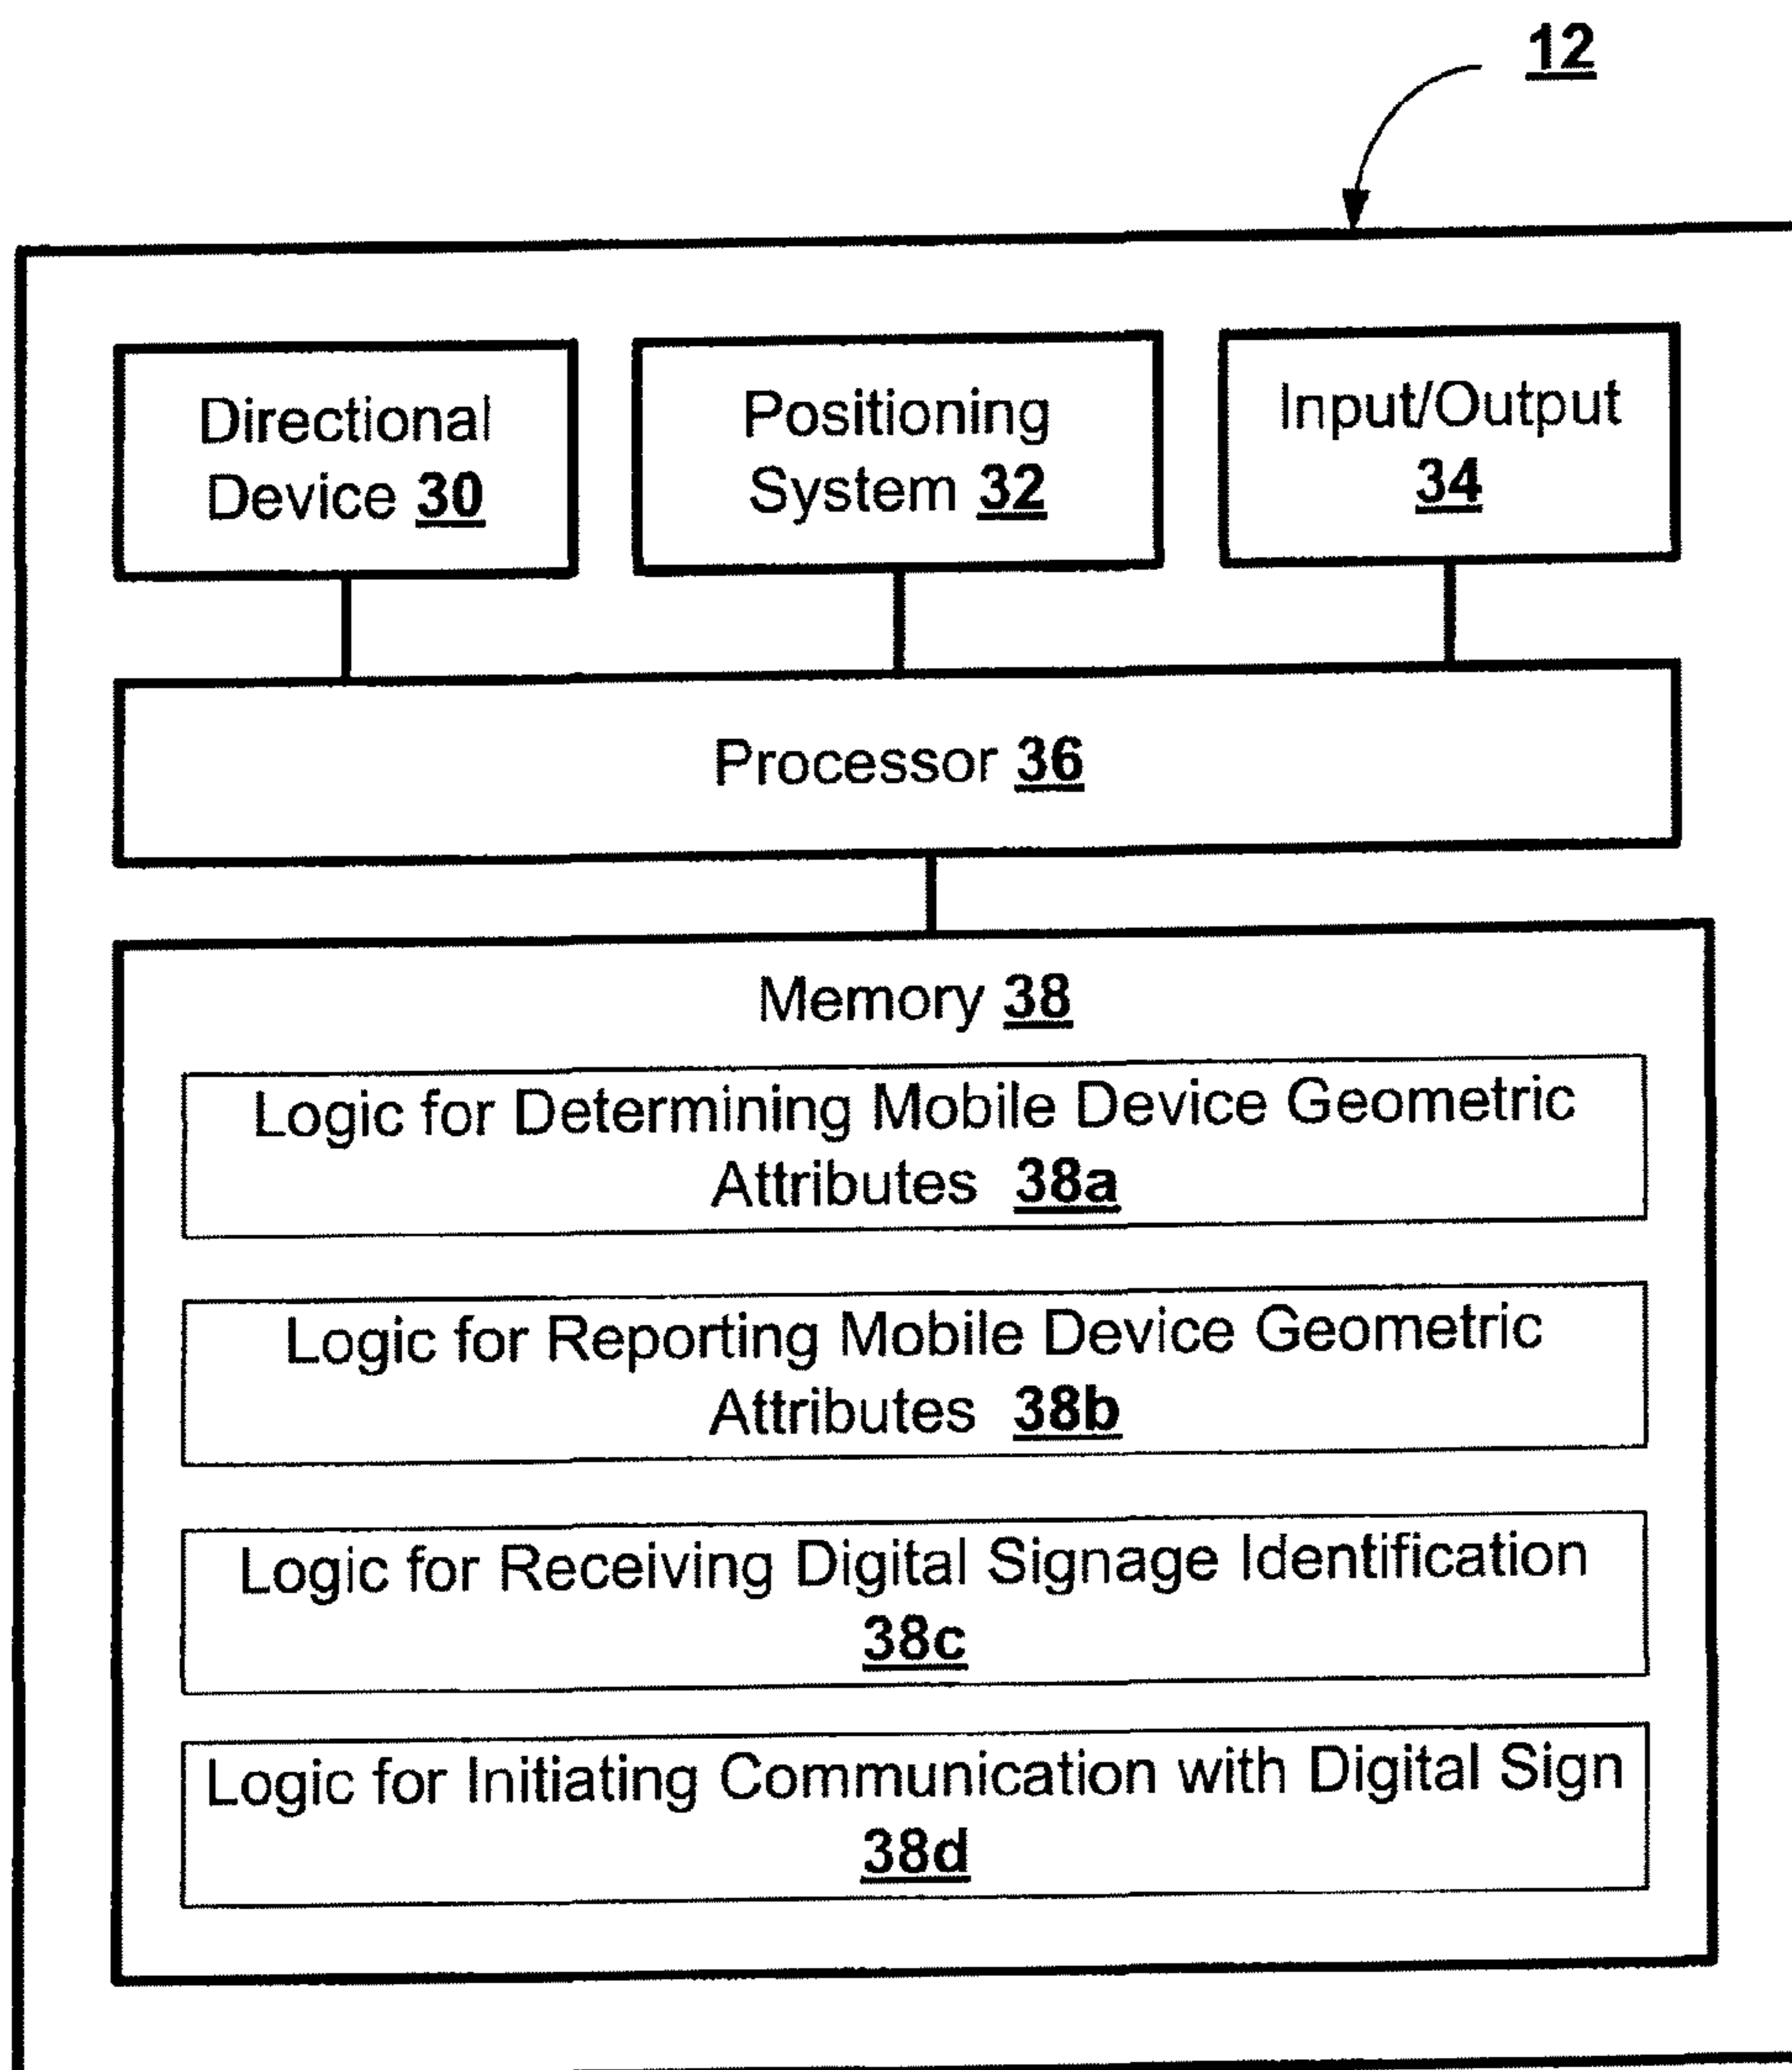 12
Directional
Device 30
Positioning
System 32
Input/Output
34
Processor 36
Memory 38
Logic for Determining Mobile Device Geometric
Attributes 38a
Logic for Reporting Mobile Device Geometric
Attributes 38b
Logic for Receiving Digital Signage Identification
38c
Logic for Initiating Communication with Digital Sign
38d